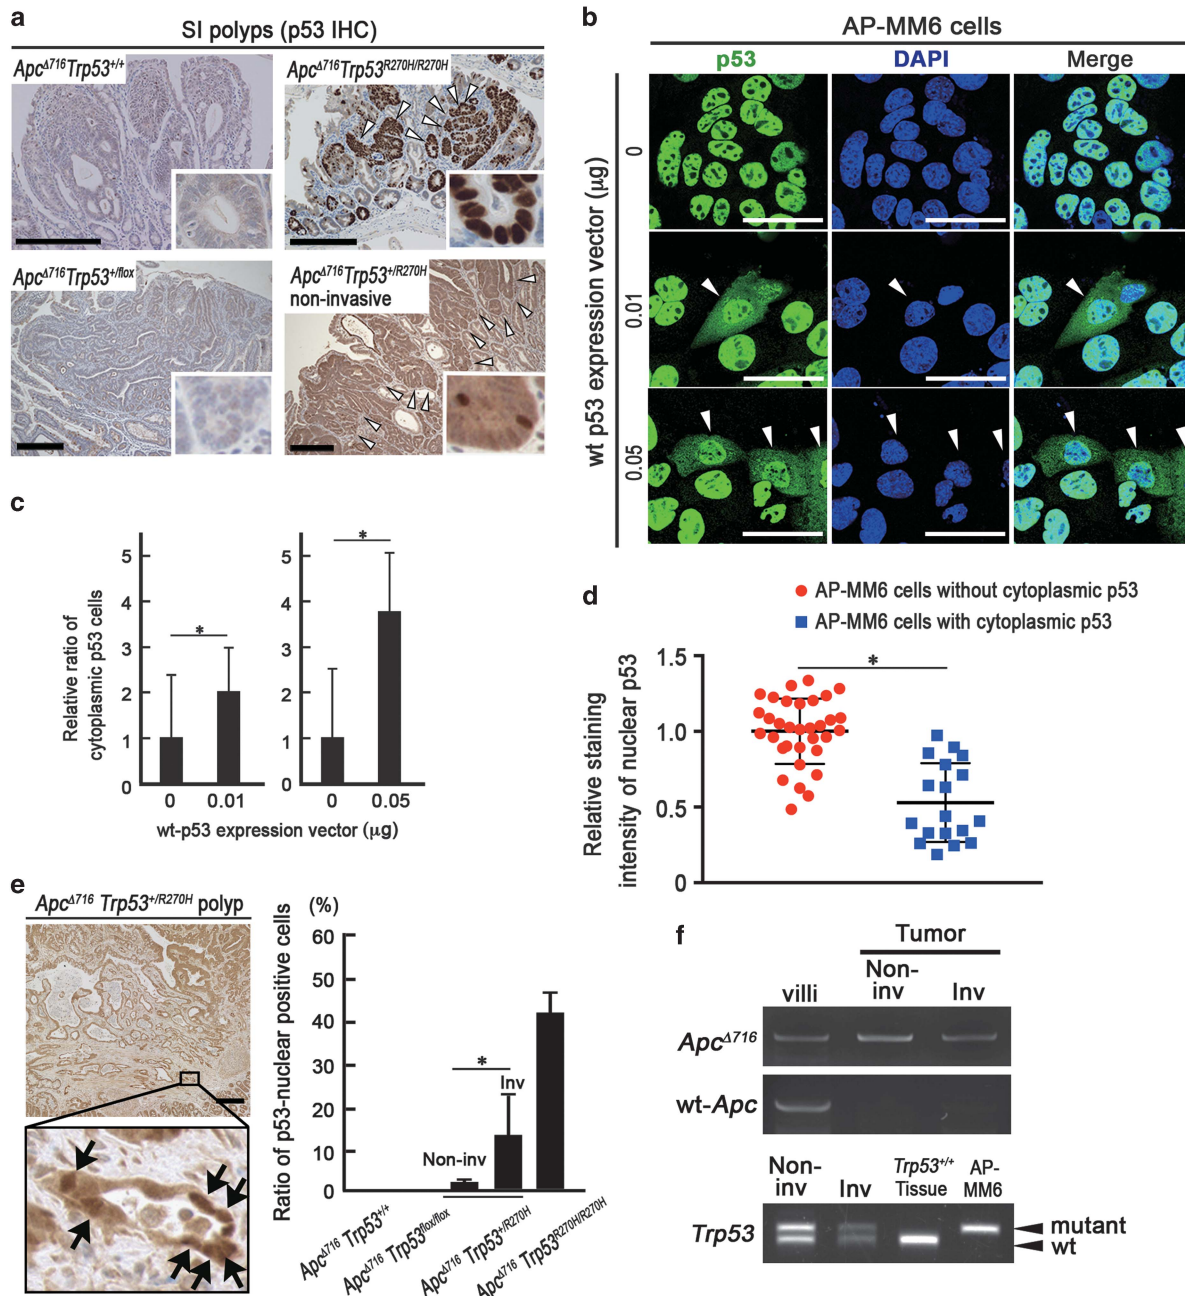 a
SI polyps (p53 IHC)
ApcΔ716Trp53+/+
ApcΔ716Trp53R270H/R270H
ApcΔ716Trp53+/flox
ApcΔ716Trp53+/R270H
non-invasive
b
AP-MM6 cells
p53 DAPI Merge
wt p53 expression vector (μg)
0
0.01
0.05
c
Relative ratio of
cytoplasmic p53 cells
5
4
3
2
1
0
*
0 0.01
5
4
3
2
1
0
*
0 0.05
wt-p53 expression vector (μg)
d
AP-MM6 cells without cytoplasmic p53
AP-MM6 cells with cytoplasmic p53
Relative staining
intensity of nuclear p53
1.5
1.0
0.5
0
*
e
ApcΔ716 Trp53+/R270H polyp
Ratio of p53-nuclear positive cells
(%)
60
50
40
30
20
10
0
*
Non-inv
Inv
ApcΔ716 Trp53+/+
ApcΔ716 Trp53flox/flox
ApcΔ716 Trp53+/R270H
ApcΔ716 Trp53R270H/R270H
f
Tumor
villi
Non-
inv
Inv
ApcΔ716
wt-Apc
Non-
inv
Inv
Trp53+/+
Tissue
AP-
MM6
Trp53
mutant
wt